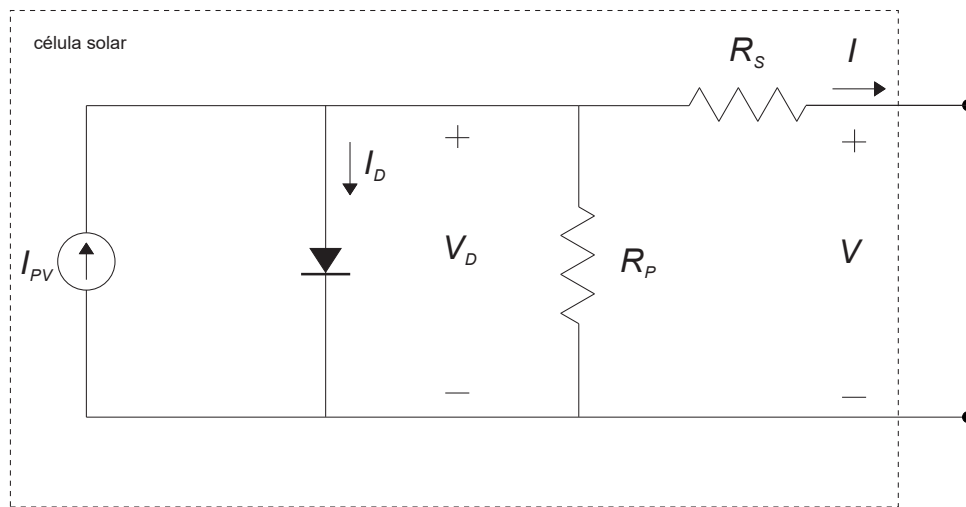 célula solar
R_S
I
+
+
I_D
V_D
I_PV
R_P
V
—
—